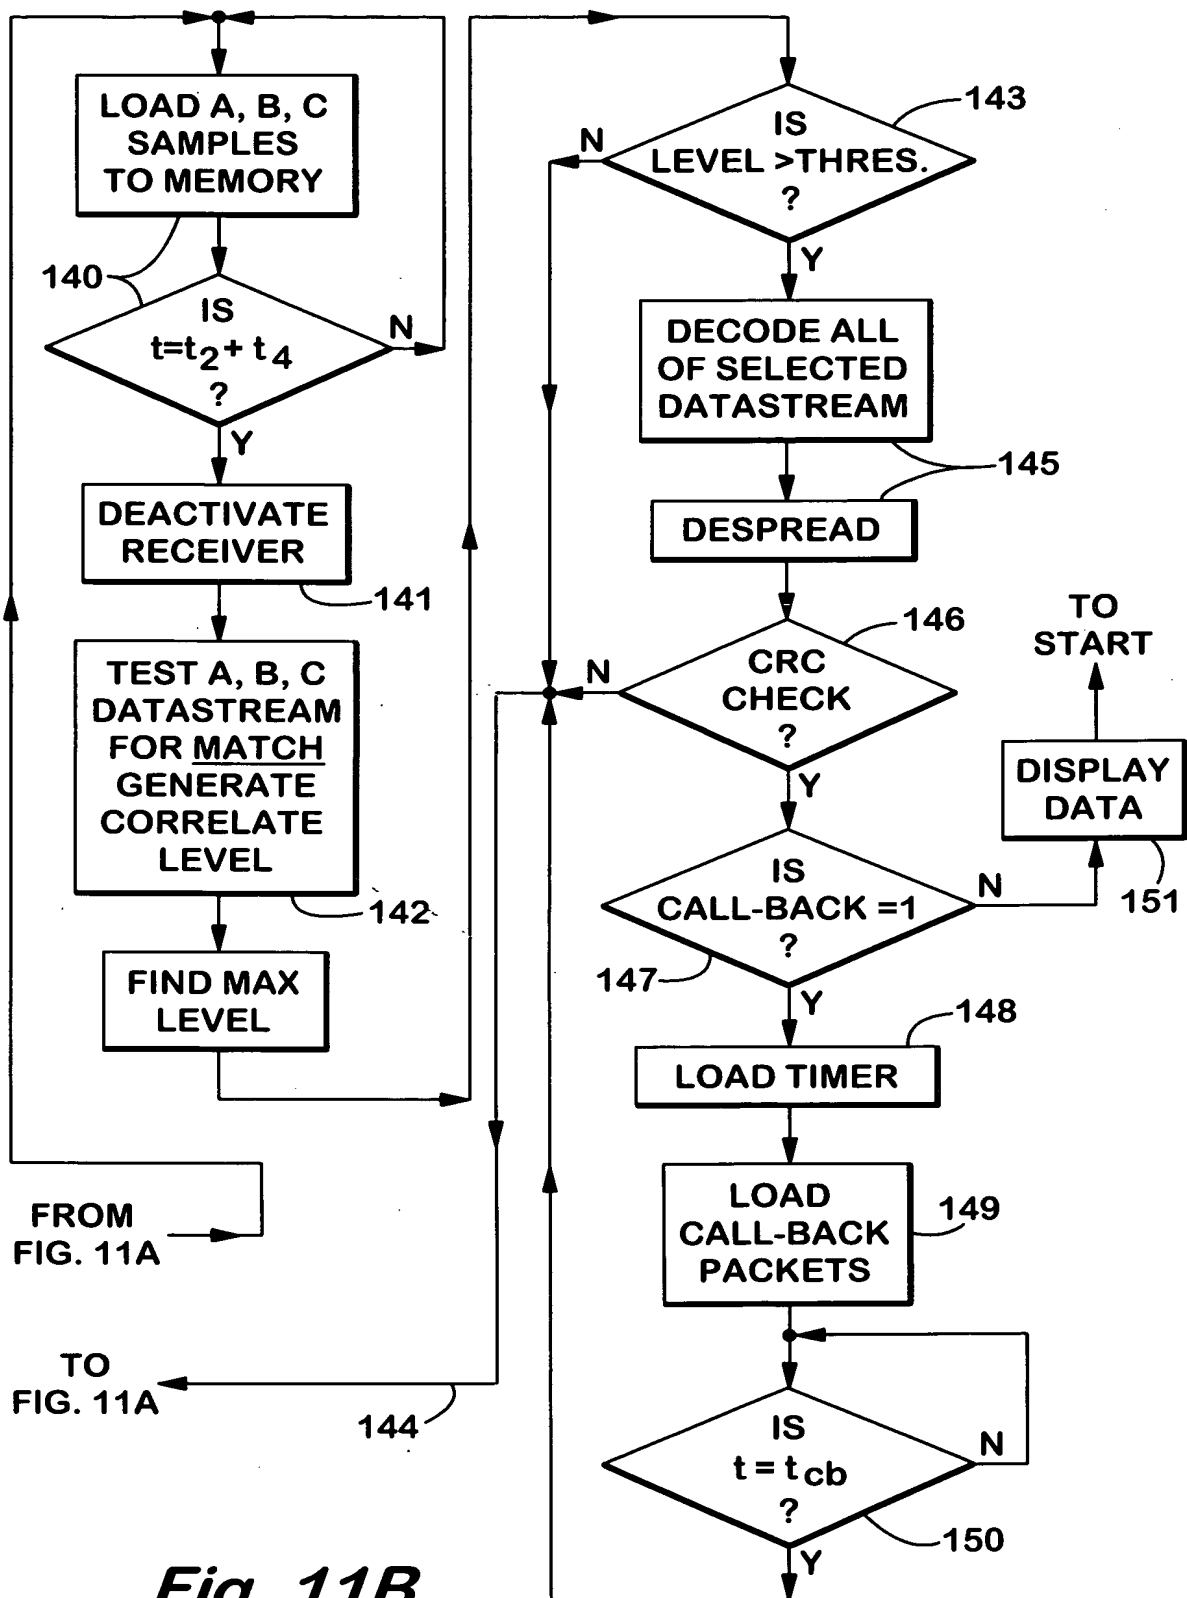 LOAD A, B, C
SAMPLES
TO MEMORY
140
IS
t=t2 + t4
?
N
Y
DEACTIVATE
RECEIVER
141
TEST A, B, C
DATASTREAM
FOR MATCH
GENERATE
CORRELATE
LEVEL
142
FIND MAX
LEVEL
FROM
FIG. 11A
TO
FIG. 11A
144
143
IS
LEVEL >THRES.
?
N
Y
DECODE ALL
OF SELECTED
DATASTREAM
145
DESPREAD
146
CRC
CHECK
?
N
Y
TO
START
DISPLAY
DATA
151
IS
CALL-BACK =1
?
N
147
Y
148
LOAD TIMER
LOAD
CALL-BACK
PACKETS
149
IS
t = tcb
?
N
150
Y
Fig. 11B